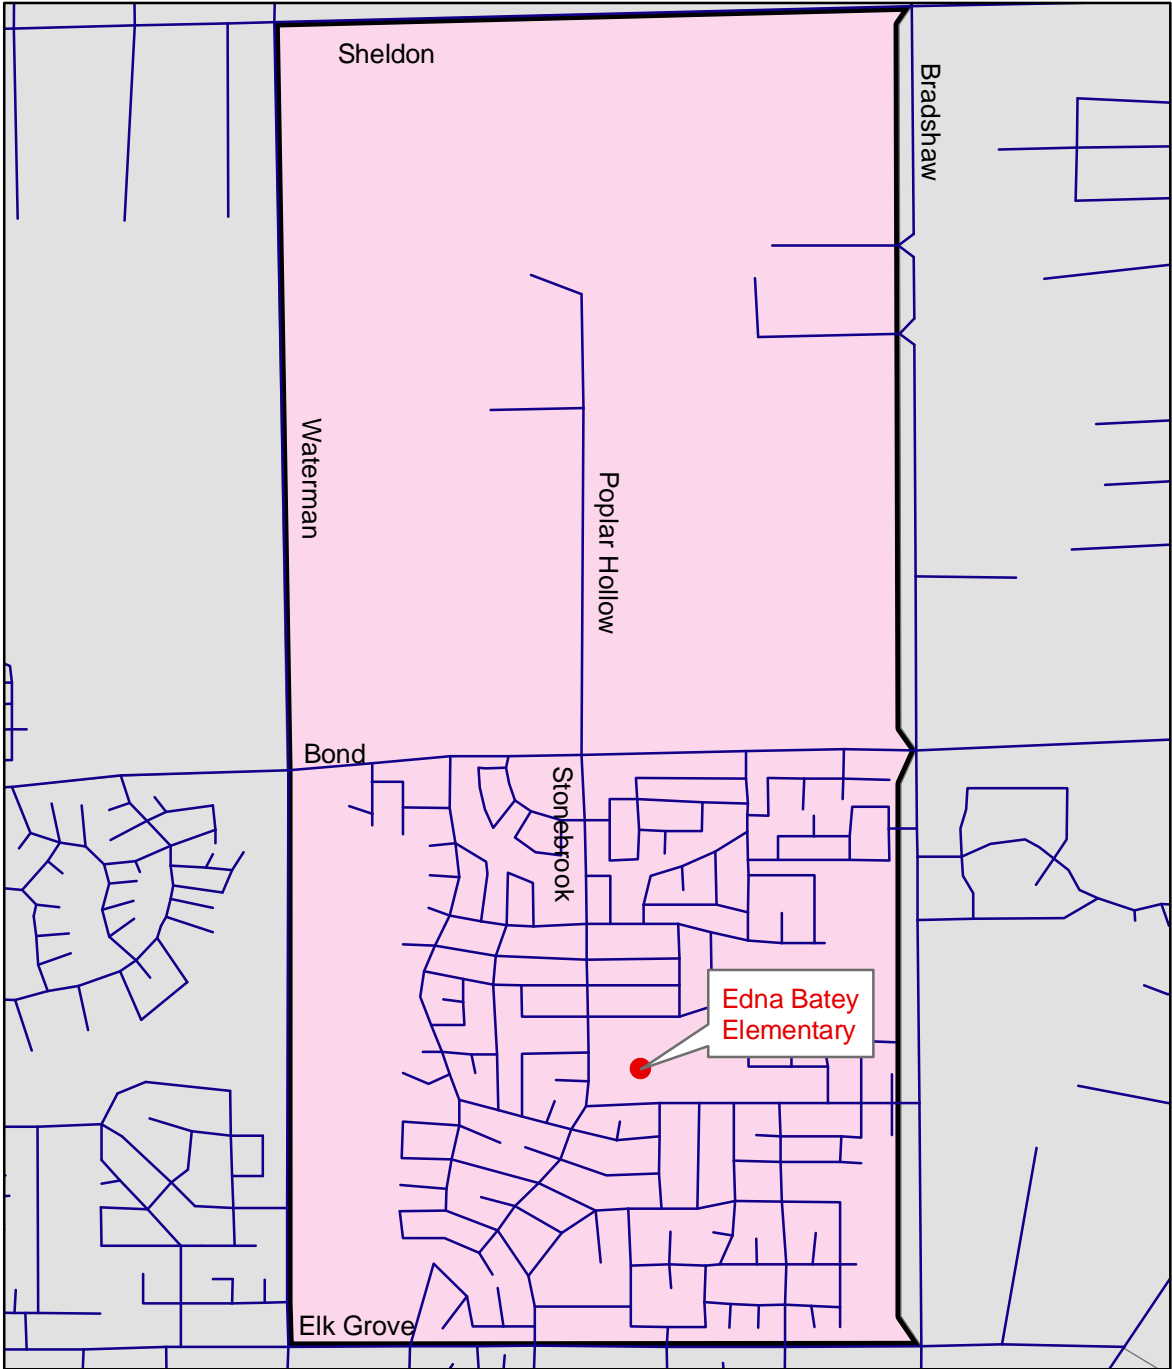 Sheldon
Bradshaw
Waterman
Poplar Hollow
Bond
Stonebrook
Edna Batey
Elementary
Elk Grove